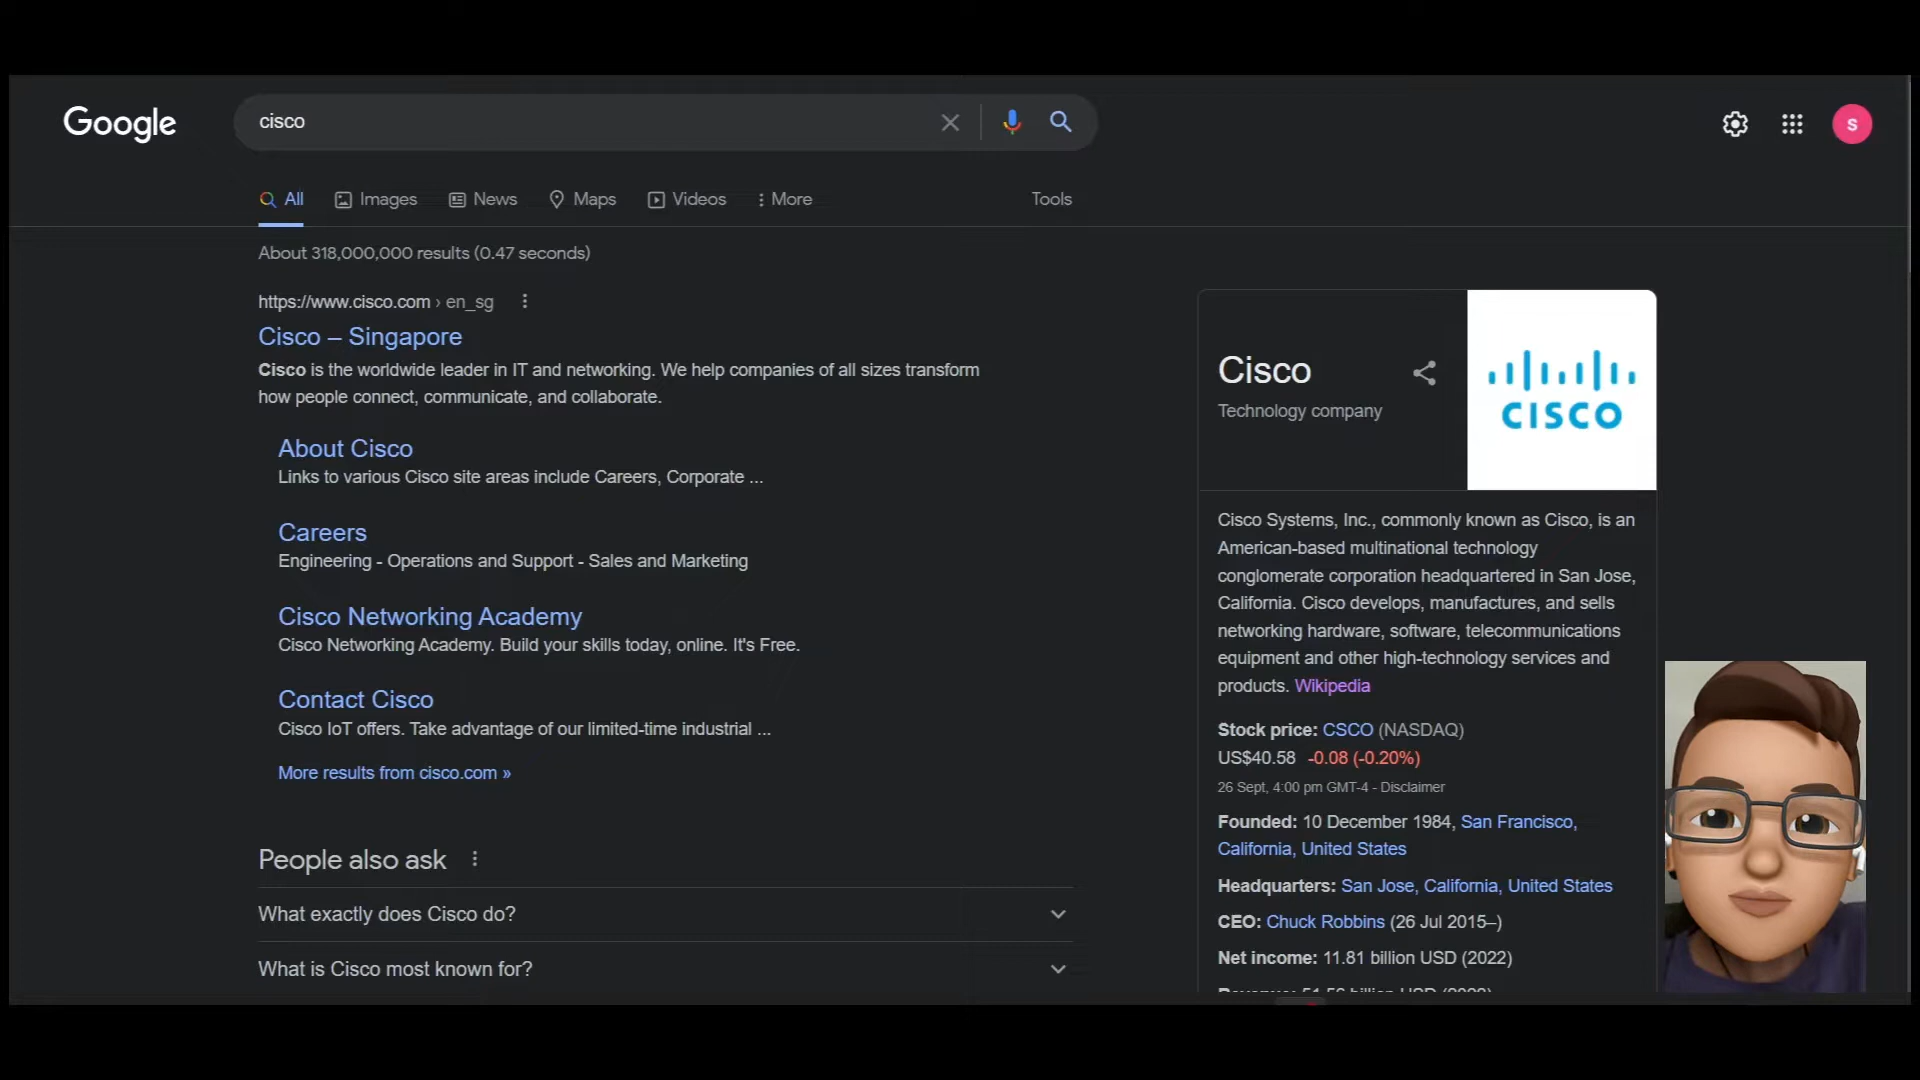 Google
cisco
S
All
Images
News
Maps
Videos
More
Tools
About 318,000,000 results (0.47 seconds)
https://www.cisco.com › en_sg
Cisco – Singapore
Cisco is the worldwide leader in IT and networking. We help companies of all sizes transform
how people connect, communicate, and collaborate.
About Cisco
Links to various Cisco site areas include Careers, Corporate ...
Careers
Engineering - Operations and Support - Sales and Marketing
Cisco Networking Academy
Cisco Networking Academy. Build your skills today, online. It's Free.
Contact Cisco
Cisco IoT offers. Take advantage of our limited-time industrial ...
More results from cisco.com »
People also ask
What exactly does Cisco do?
What is Cisco most known for?
Cisco
Technology company
CISCO
Cisco Systems, Inc., commonly known as Cisco, is an
American-based multinational technology
conglomerate corporation headquartered in San Jose,
California. Cisco develops, manufactures, and sells
networking hardware, software, telecommunications
equipment and other high-technology services and
products. Wikipedia
Stock price: CSCO (NASDAQ)
US$40.58 -0.08 (-0.20%)
26 Sept, 4:00 pm GMT-4 - Disclaimer
Founded: 10 December 1984, San Francisco,
California, United States
Headquarters: San Jose, California, United States
CEO: Chuck Robbins (26 Jul 2015–)
Net income: 11.81 billion USD (2022)